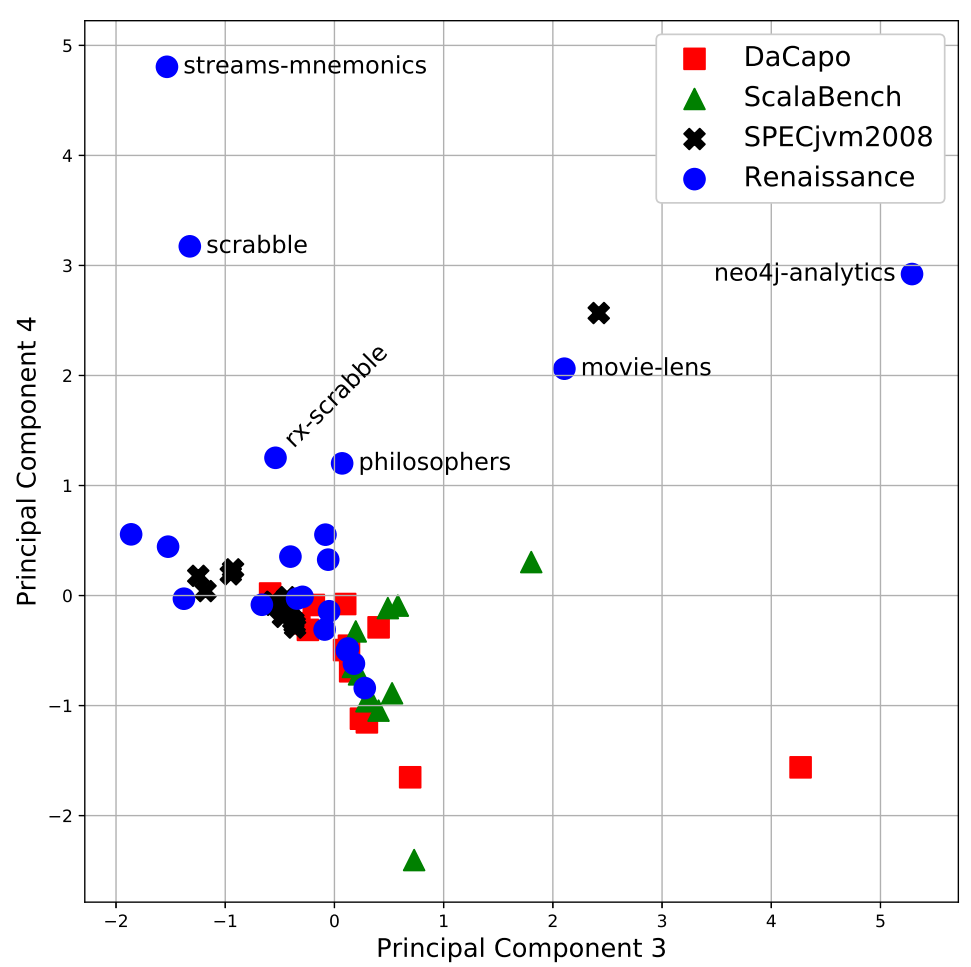 DaCapo
ScalaBench
SPECjvm2008
Renaissance
streams-mnemonics
scrabble
neo4j-analytics
movie-lens
rx-scrabble
philosophers
5
4
3
2
1
0
−1
−2
−2 −1 0 1 2 3 4 5
Principal Component 3
Principal Component 4